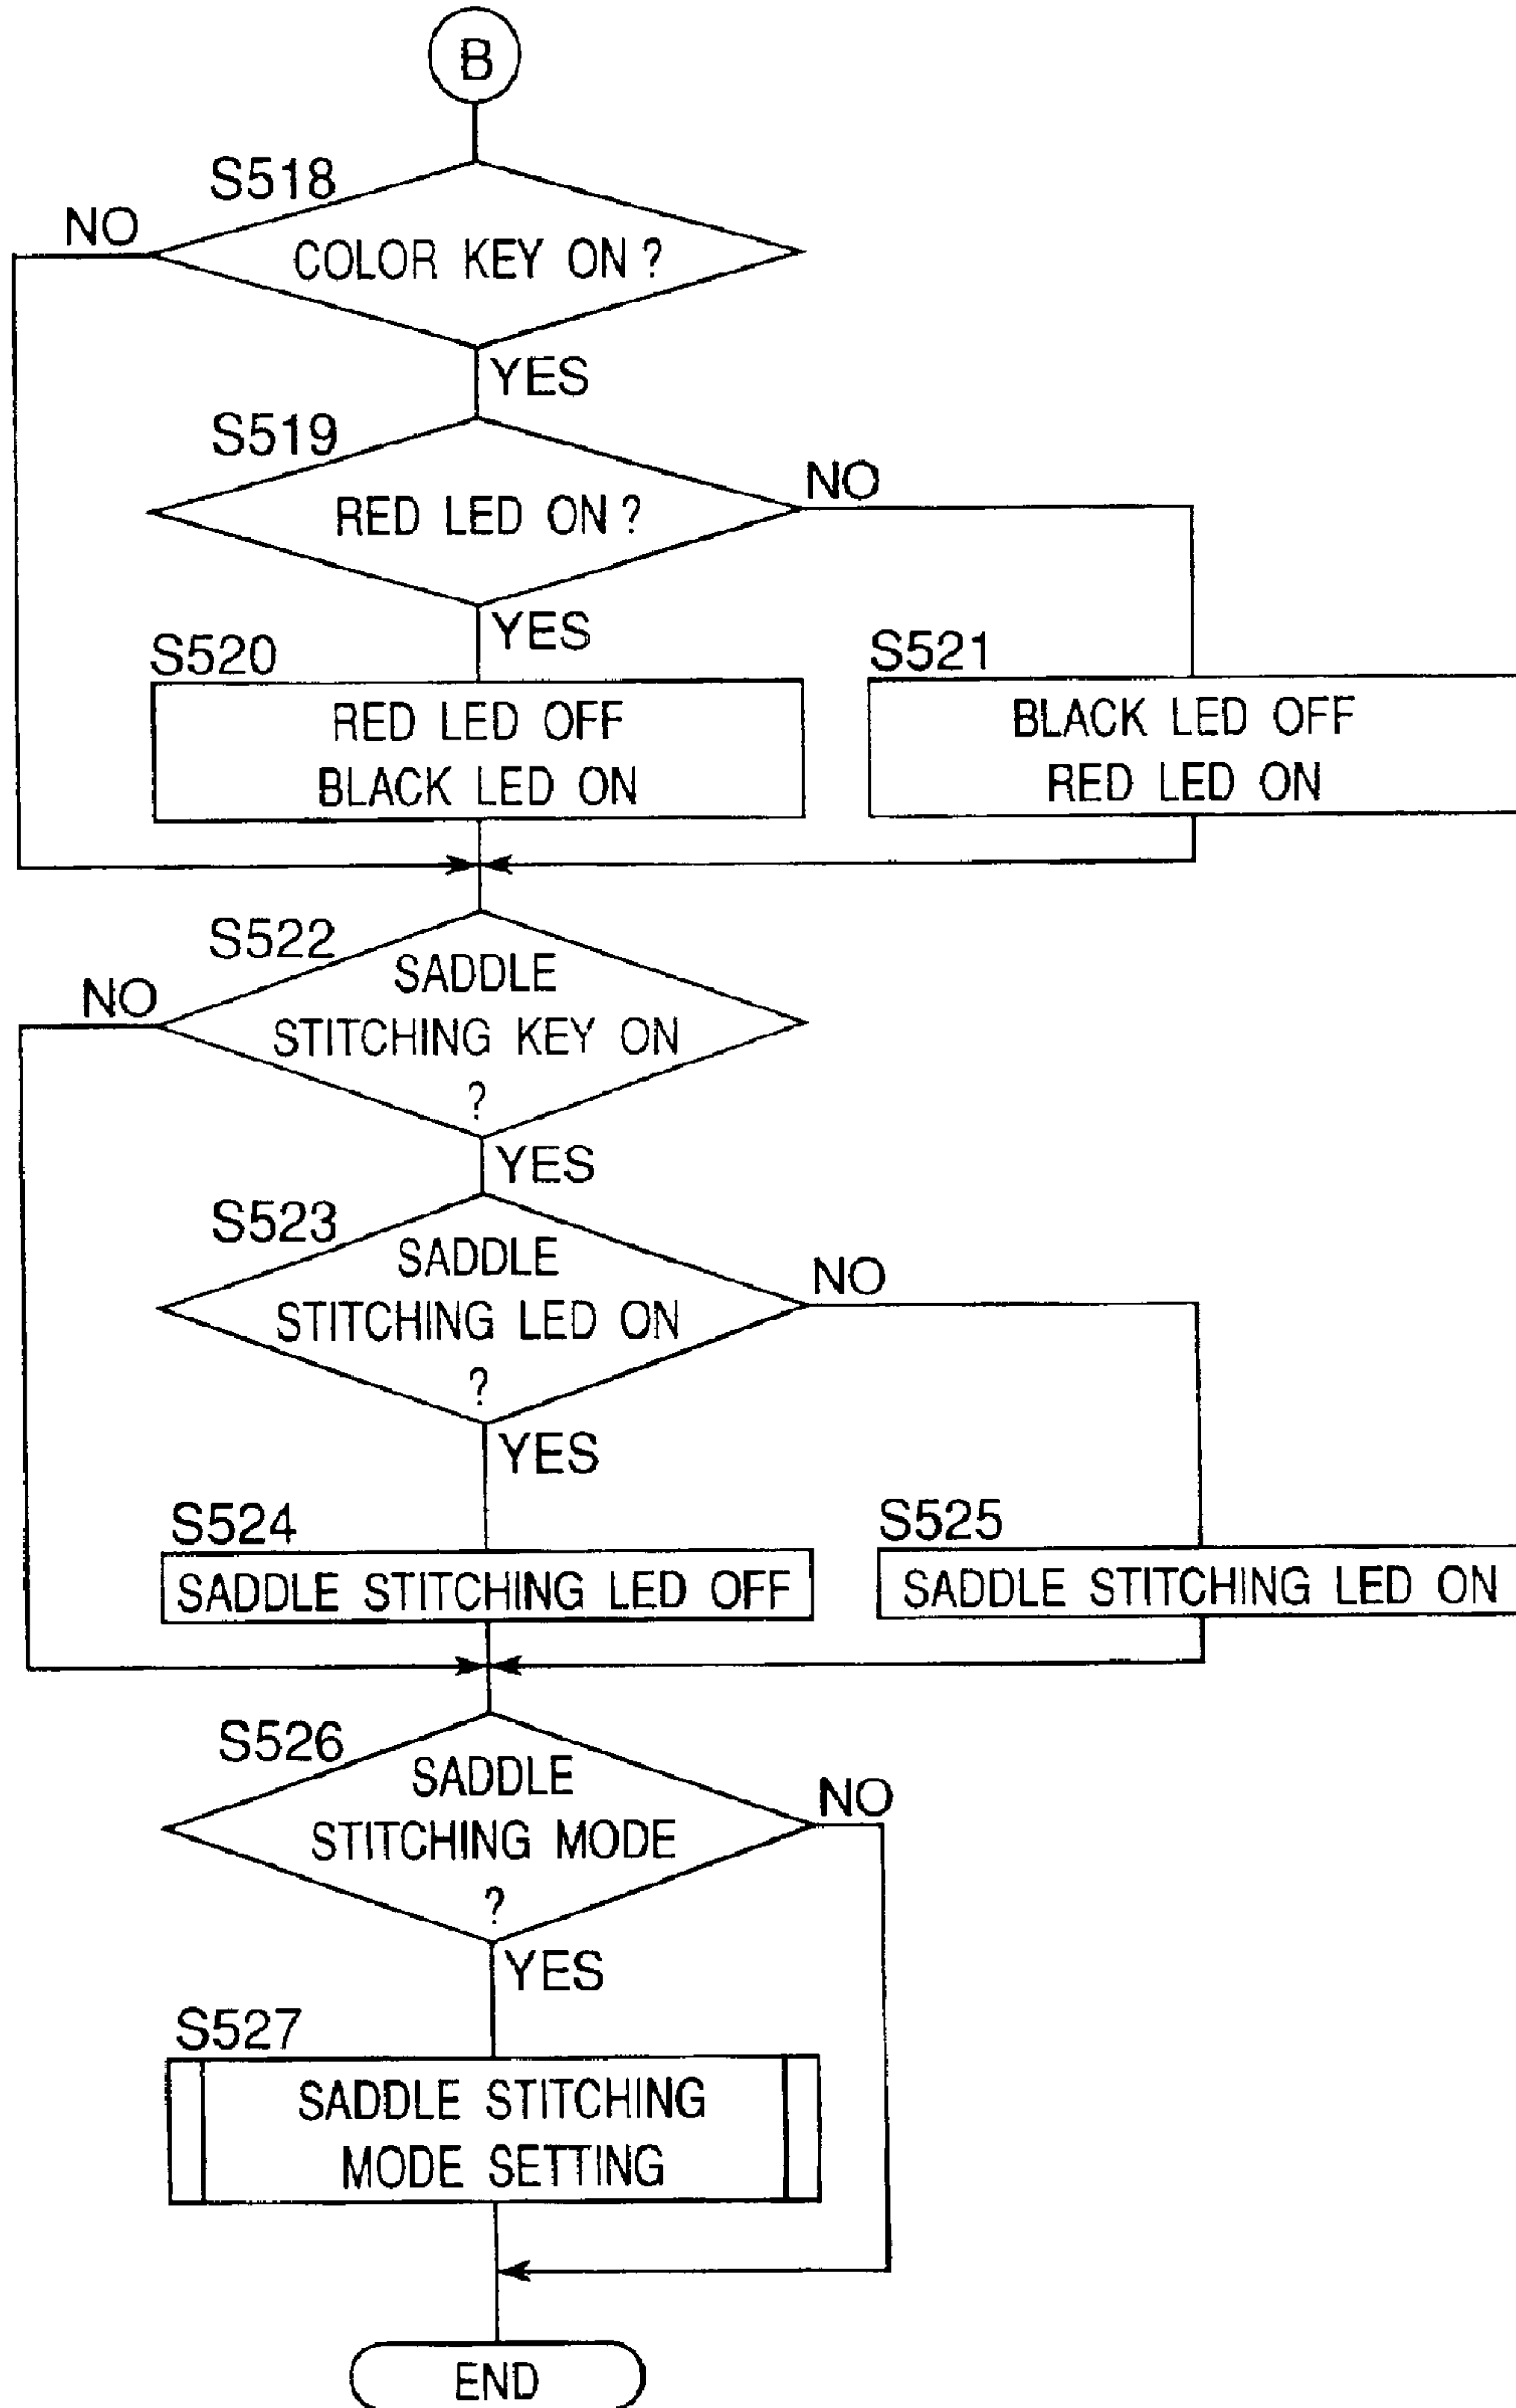 B
S518
NO
COLOR KEY ON ?
YES
S519
NO
RED LED ON ?
YES
S520
S521
RED LED OFF
BLACK LED ON
BLACK LED OFF
RED LED ON
S522
NO
SADDLE
STITCHING KEY ON
?
YES
S523
SADDLE
STITCHING LED ON
?
NO
YES
S524
S525
SADDLE STITCHING LED OFF
SADDLE STITCHING LED ON
S526
SADDLE
STITCHING MODE
?
NO
YES
S527
SADDLE STITCHING
MODE SETTING
END